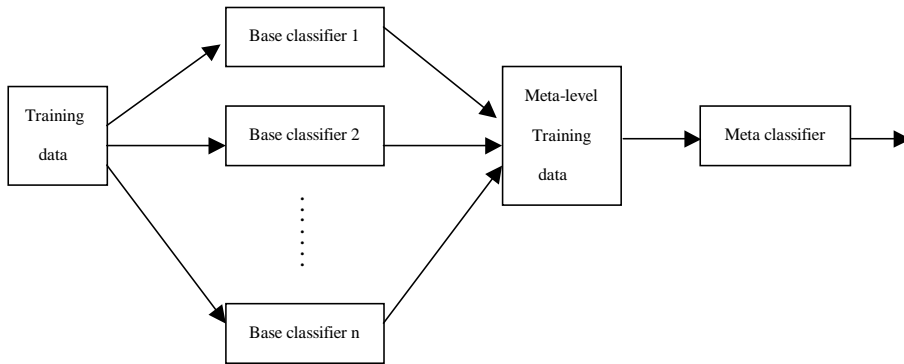 Training
data
Base classifier 1
Base classifier 2
Base classifier n
Meta-level
Training
data
Meta classifier